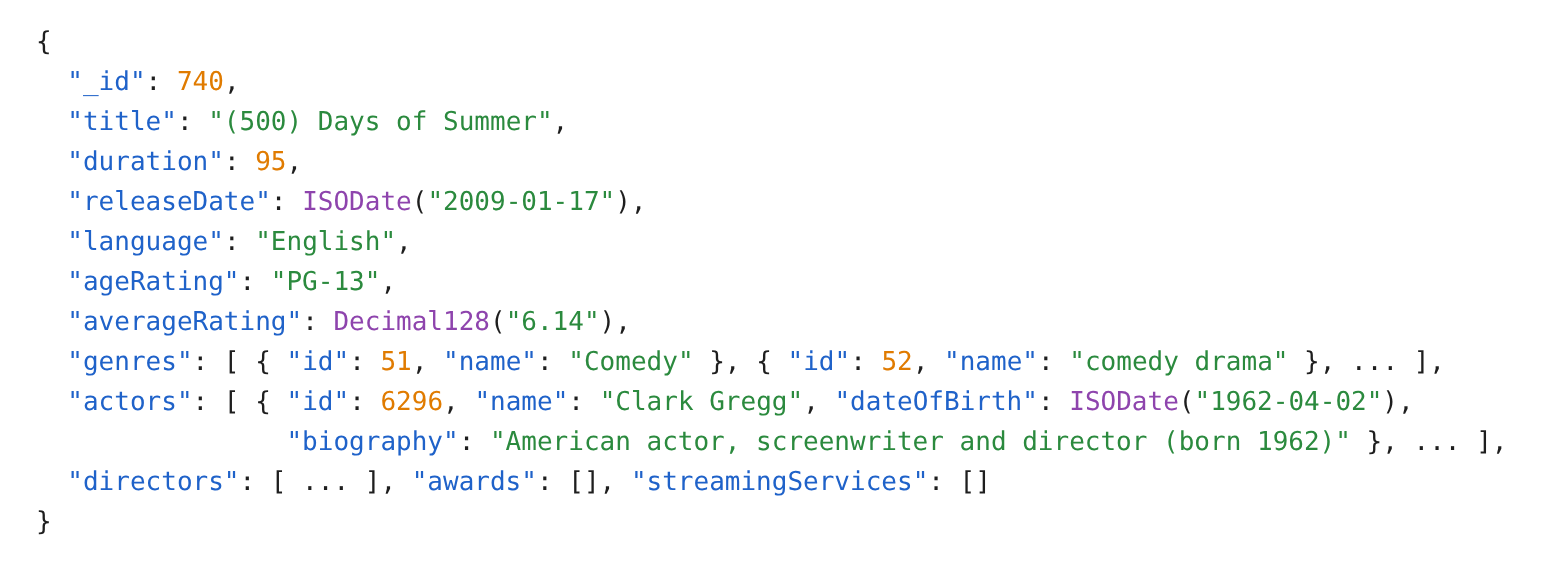 {
  "_id": 740,
  "title": "(500) Days of Summer",
  "duration": 95,
  "releaseDate": ISODate("2009-01-17"),
  "language": "English",
  "ageRating": "PG-13",
  "averageRating": Decimal128("6.14"),
  "genres": [ { "id": 51, "name": "Comedy" }, { "id": 52, "name": "comedy drama" }, ... ],
  "actors": [ { "id": 6296, "name": "Clark Gregg", "dateOfBirth": ISODate("1962-04-02"),
                "biography": "American actor, screenwriter and director (born 1962)" }, ... ],
  "directors": [ ... ], "awards": [], "streamingServices": []
}